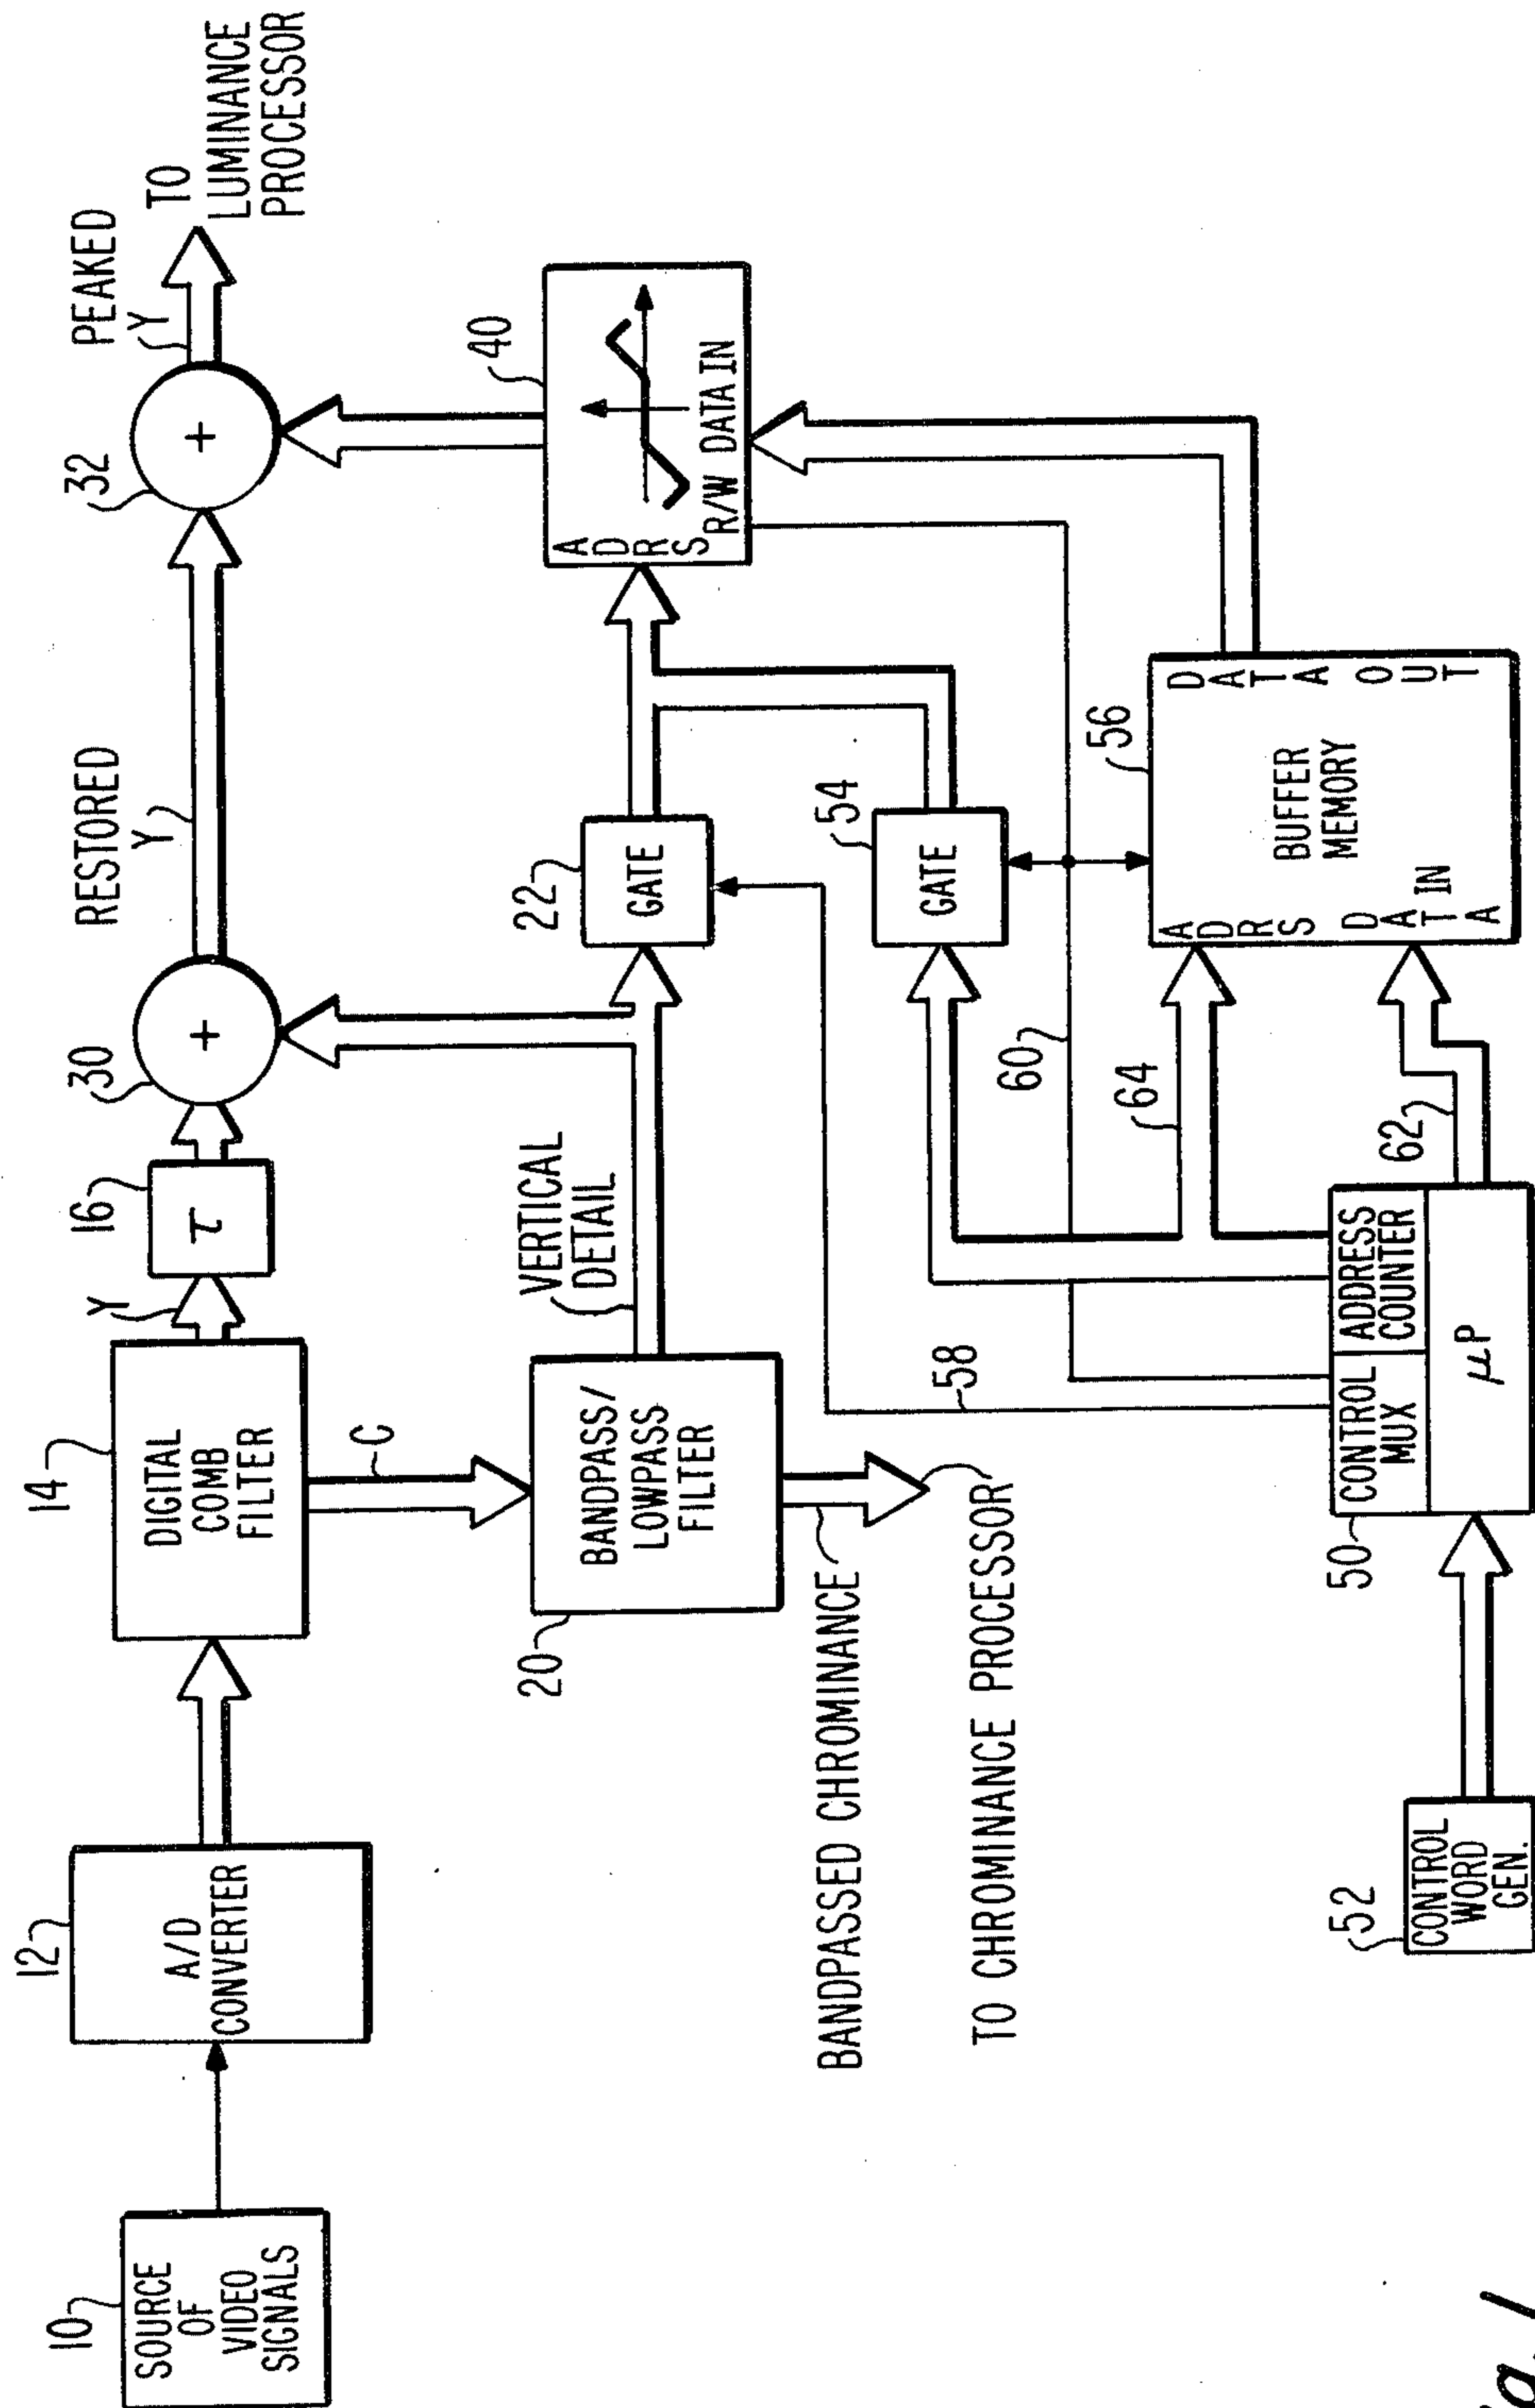 10
SOURCE
OF
VIDEO
SIGNALS
12
A/D
CONVERTER
14
DIGITAL
COMB
FILTER
Y
16
τ
30
+
RESTORED
Y
32
+
PEAKED
Y
TO
LUMINANCE
PROCESSOR
C
20
BANDPASS/
LOWPASS
FILTER
VERTICAL
DETAIL
22
GATE
40
ADRS
R/W DATA IN
BANDPASSED CHROMINANCE
TO CHROMINANCE PROCESSOR
58
54
GATE
60
64
62
56
ADRS
DATA
IN
BUFFER
MEMORY
DATA
OUT
52
CONTROL
WORD
GEN.
50
CONTROL
MUX
ADDRESS
COUNTER
μP